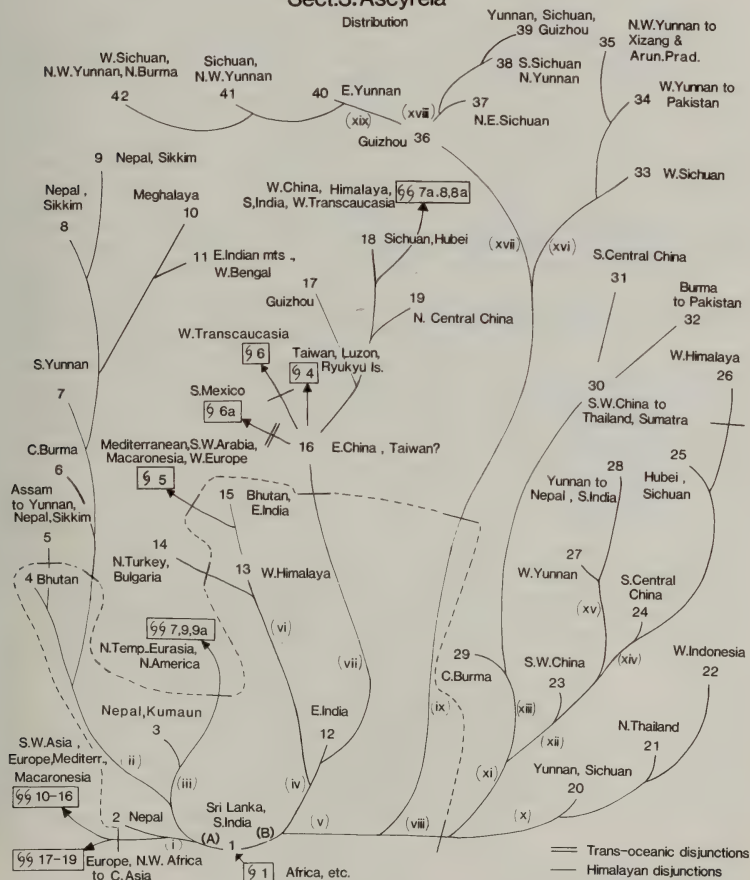 Sect.3. Ascyreia
Distribution
Yunnan, Sichuan,
39 Guizhou
N.W.Yunnan to
35 Xizang &
Arun.Prad.
W.Sichuan,
N.W.Yunnan, N.Burma
42
Sichuan,
N.W.Yunnan
41
40 E.Yunnan
(xix)
(xviii)
38 S.Sichuan
N.Yunnan
37
N.E.Sichuan
Guizhou 36
34 W.Yunnan to
Pakistan
33 W.Sichuan
9 Nepal, Sikkim
Nepal,
Sikkim
8
Meghalaya
10
11 E.Indian mts.,
W.Bengal
W.China, Himalaya,
S,India, W.Transcaucasia
§§ 7a.8,8a
18 Sichuan,Hubei
(xvii)
(xvi)
17
Guizhou
19
N. Central China
S.Central China
31
Burma
to Pakistan
32
W.Transcaucasia
§ 6
Taiwan, Luzon,
Ryukyu Is.
§ 4
S.Mexico
§ 6a
W.Himalaya
26
30
S.W.China to
Thailand, Sumatra
S.Yunnan
7
C.Burma
6
Assam
to Yunnan,
Nepal,Sikkim
5
4 Bhutan
Mediterranean,S.W.Arabia,
Macaronesia, W.Europe
§ 5
16 E.China , Taiwan?
15 Bhutan,
E.India
14
N.Turkey,
Bulgaria
13 W.Himalaya
(vi)
(vii)
Yunnan to 28
Nepal , S.India
25
Hubei ,
Sichuan
27
W.Yunnan
(xv)
S.Central
China
24
(xiv)
§§ 7,9,9a
N.Temp.Eurasia,
N.America
29
C.Burma
S.W.China
23
(xiii)
(xii)
W.Indonesia
22
Nepal,Kumaun
3
E.India
12
(ix)
N.Thailand
21
S.W.Asia ,
Europe,Mediterr.,
Macaronesia
§§ 10-16
(ii)
(iii)
(iv)
(xi)
Yunnan, Sichuan
20
2 Nepal
Sri Lanka,
S.India
(A) 1 (B)
(i)
(v)
(viii)
(x)
§§ 17-19
Europe, N.W. Africa
to C.Asia
§ 1 Africa, etc.
Trans-oceanic disjunctions
Himalayan disjunctions